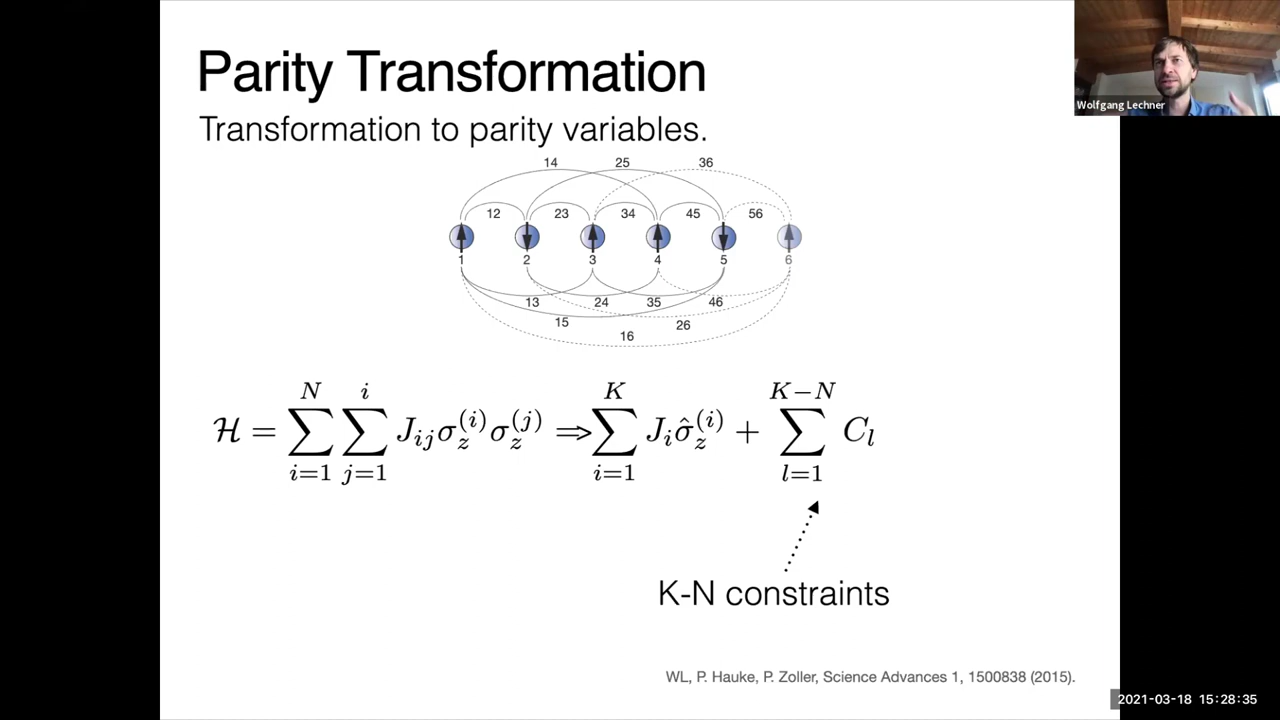 Parity Transformation
Wolfgang Lechner
Transformation to parity variables.
14 25 36
12 23 34 45 56
1 2 3 4 5 6
13 24 35 46
15 26
16
N i K K−N
ℋ = ∑ ∑ J_{ij} σ_z^{(i)} σ_z^{(j)} ⇒ ∑ J_i σ̂_z^{(i)} + ∑ C_l
i=1 j=1 i=1 l=1
K-N constraints
WL, P. Hauke, P. Zoller, Science Advances 1, 1500838 (2015).
2021-03-18 15:28:35